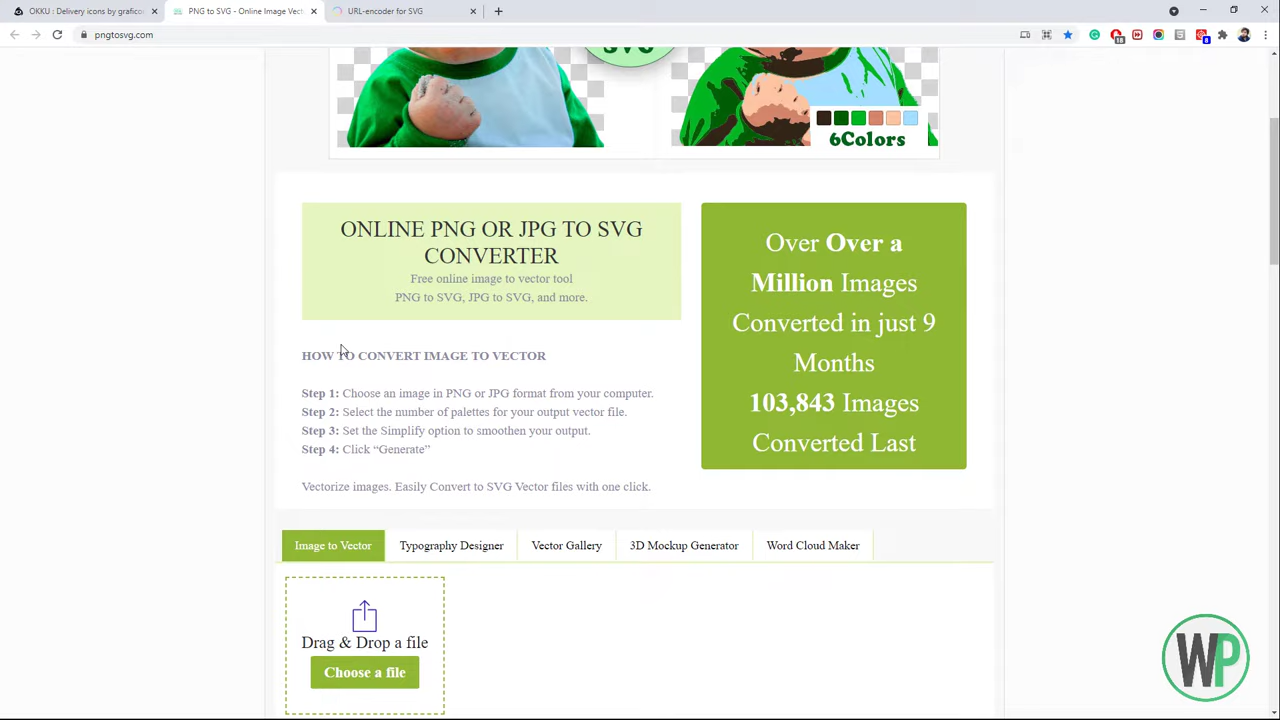 OKKU : Delivery icons by grafico
PNG to SVG - Online Image Vect
URL-encoder for SVG
pngtosvg.com
SVG
6Colors
ONLINE PNG OR JPG TO SVG
CONVERTER
Free online image to vector tool
PNG to SVG, JPG to SVG, and more.
Over Over a
Million Images
Converted in just 9
Months
103,843 Images
Converted Last
HOW TO CONVERT IMAGE TO VECTOR
Step 1: Choose an image in PNG or JPG format from your computer.
Step 2: Select the number of palettes for your output vector file.
Step 3: Set the Simplify option to smoothen your output.
Step 4: Click “Generate”
Vectorize images. Easily Convert to SVG Vector files with one click.
Image to Vector
Typography Designer
Vector Gallery
3D Mockup Generator
Word Cloud Maker
Drag & Drop a file
Choose a file
WP